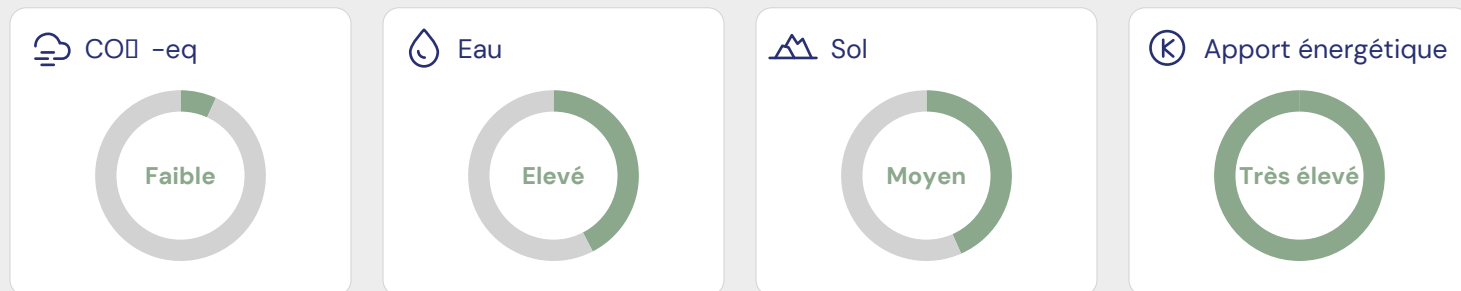 CO▯ -eq
Eau
Sol
Apport énergétique
Faible
Elevé
Moyen
Très élevé